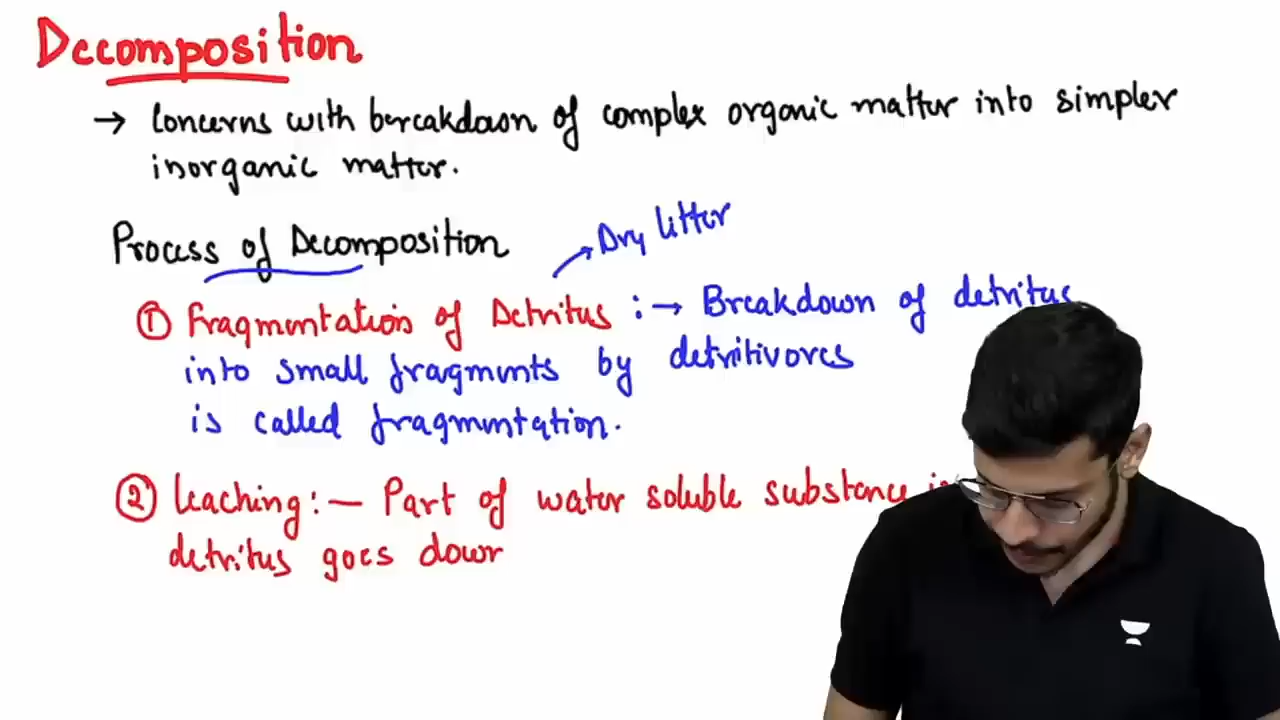 Decomposition
→ Concerns with bereakdown of complex organic matter into simpler
inorganic matter.
Process of Decomposition
Dry litter
① Fragmentation of Detritus :→ Breakdown of detritus
into small fragments by detritivores
is called fragmentation.
② Leaching :— Part of water soluble substance in
detritus goes down